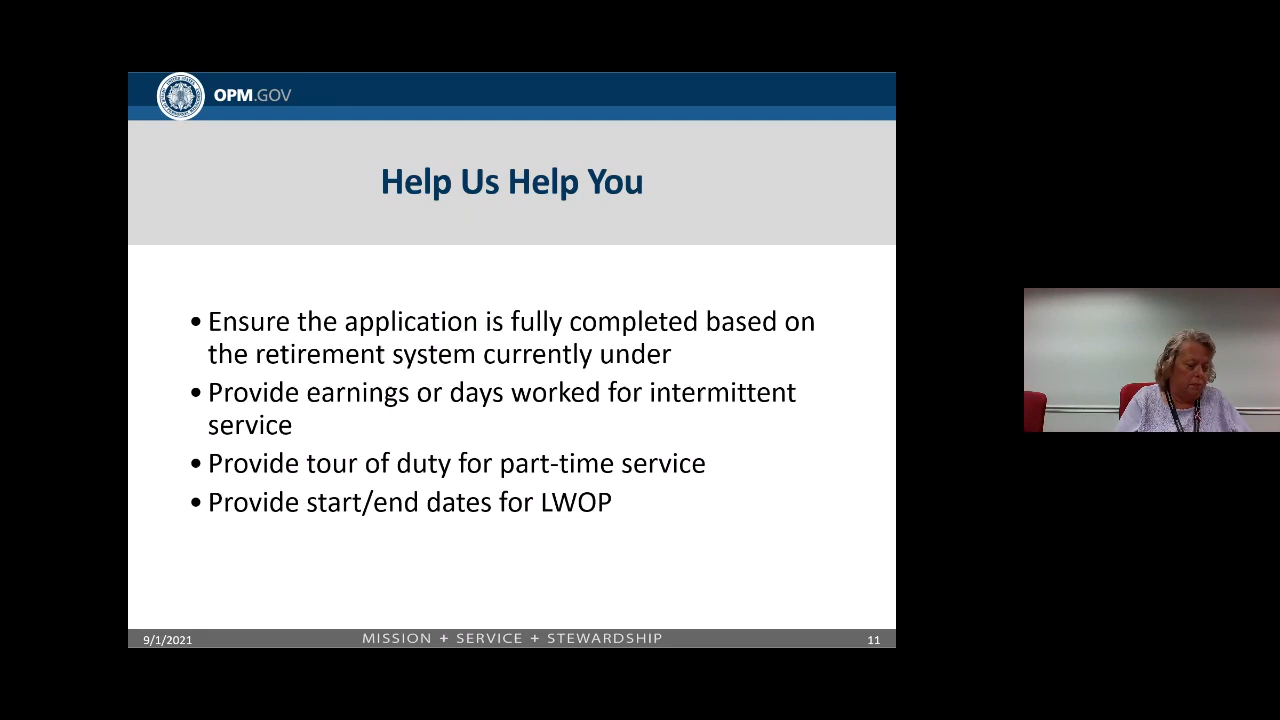 OPM.GOV
Help Us Help You
• Ensure the application is fully completed based on
the retirement system currently under
• Provide earnings or days worked for intermittent
service
• Provide tour of duty for part-time service
• Provide start/end dates for LWOP
9/1/2021
MISSION + SERVICE + STEWARDSHIP
11